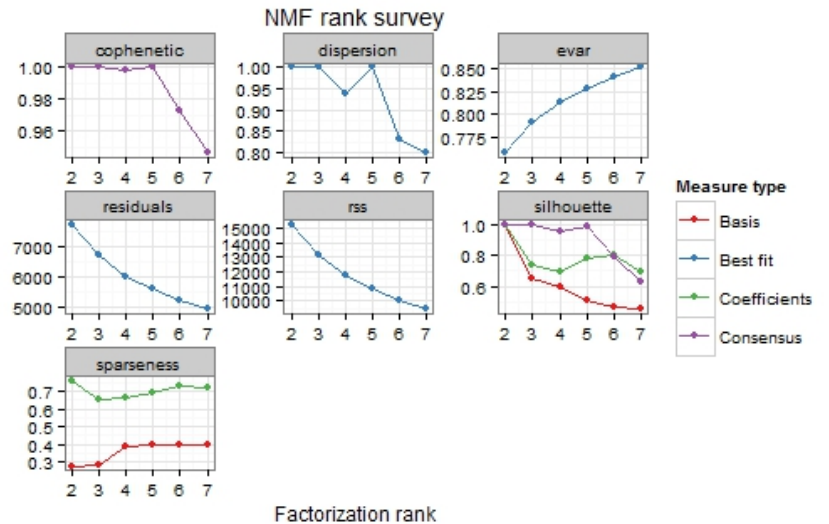 NMF rank survey
cophenetic
dispersion
evar
1.00
0.98
0.96
1.00
0.95
0.90
0.85
0.80
0.850
0.825
0.800
0.775
2 3 4 5 6 7
2 3 4 5 6 7
2 3 4 5 6 7
residuals
rss
silhouette
7000
6000
5000
15000
14000
13000
12000
11000
10000
1.0
0.8
0.6
2 3 4 5 6 7
2 3 4 5 6 7
2 3 4 5 6 7
sparseness
0.7
0.6
0.5
0.4
0.3
2 3 4 5 6 7
Factorization rank
Measure type
Basis
Best fit
Coefficients
Consensus